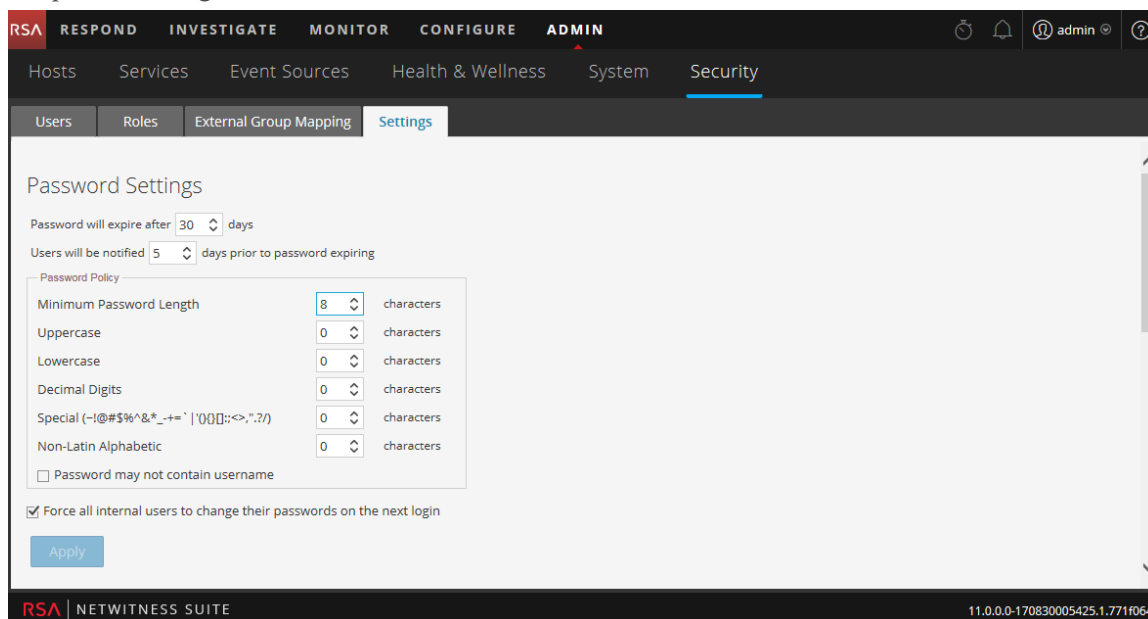 RSA RESPOND INVESTIGATE MONITOR CONFIGURE ADMIN admin
Hosts Services Event Sources Health & Wellness System Security
Users Roles External Group Mapping Settings
Password Settings
Password will expire after 30 days
Users will be notified 5 days prior to password expiring
Password Policy
Minimum Password Length 8 characters
Uppercase 0 characters
Lowercase 0 characters
Decimal Digits 0 characters
Special (~!@#$%^&*_-+=`|'(){}[]:;<>,".?/) 0 characters
Non-Latin Alphabetic 0 characters
Password may not contain username
Force all internal users to change their passwords on the next login
Apply
RSA | NETWITNESS SUITE 11.0.0.0-170830005425.1.771f064